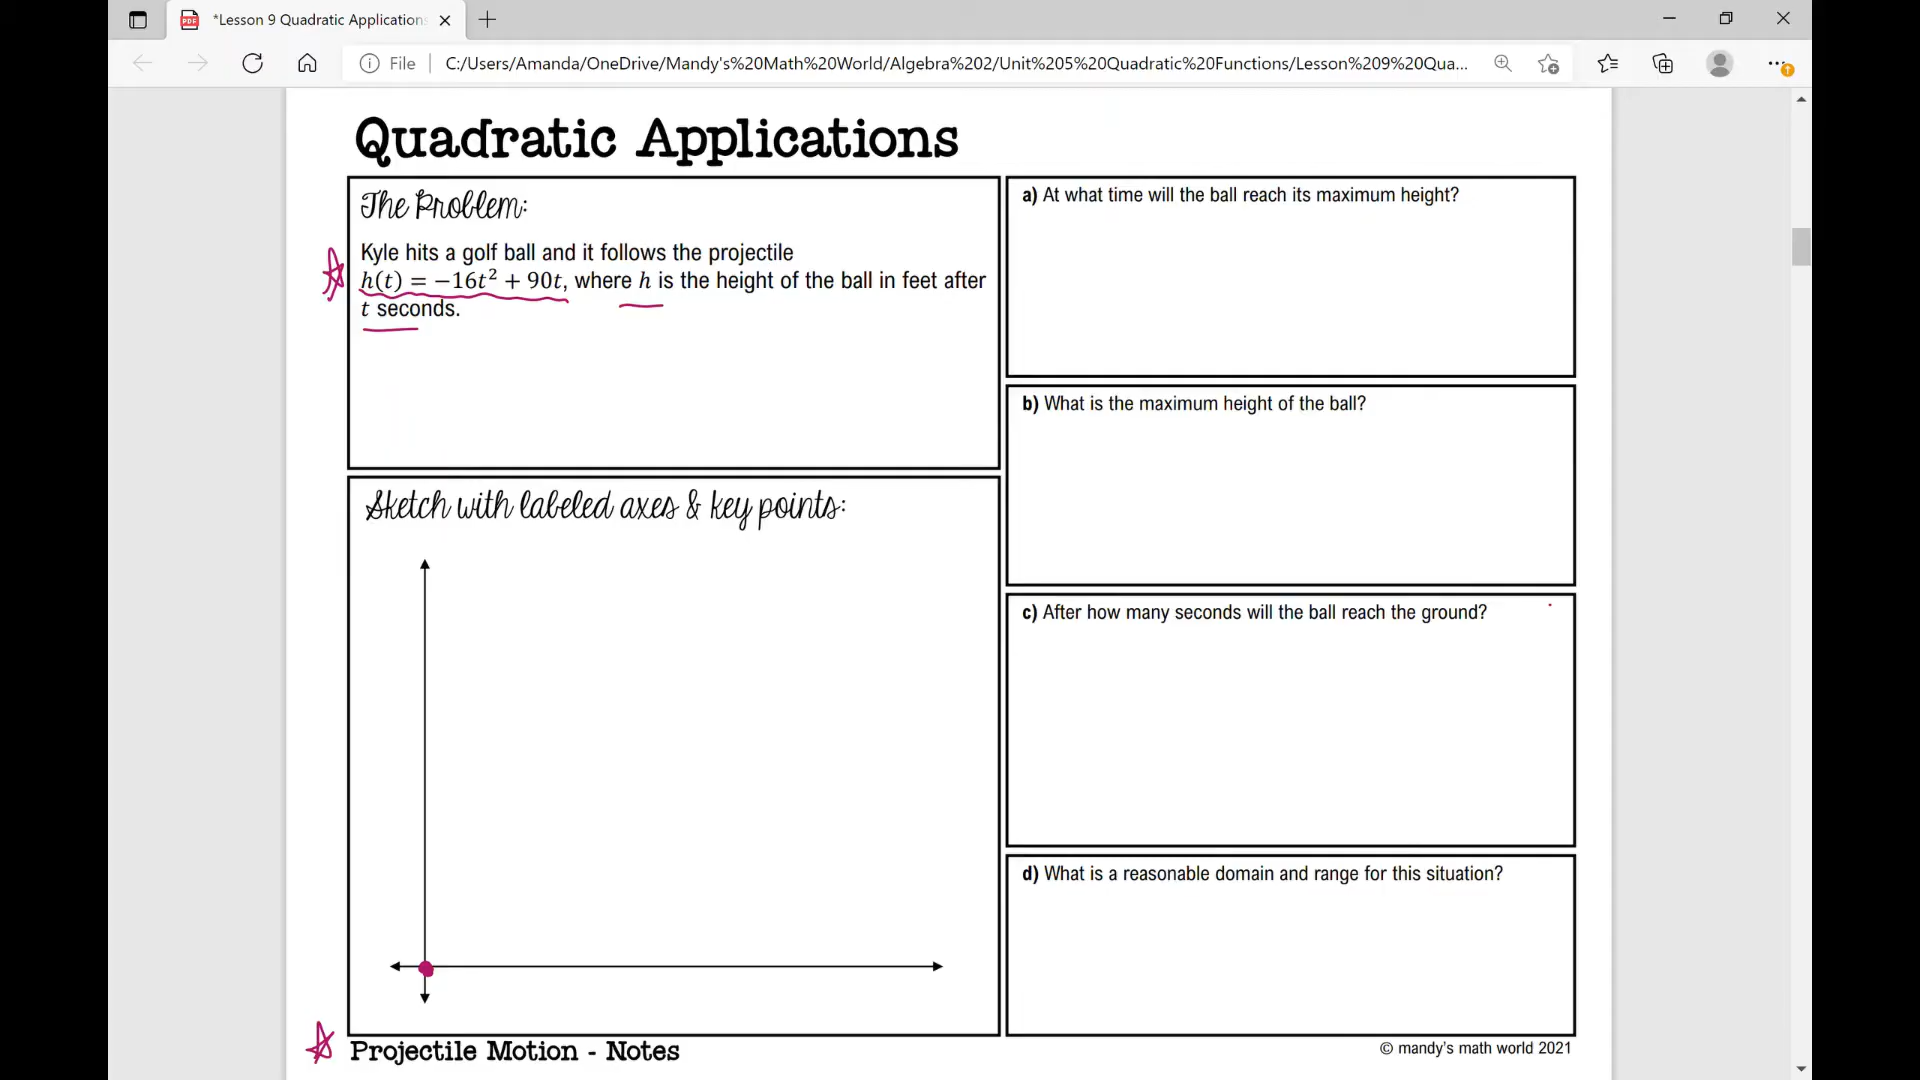 *Lesson 9 Quadratic Application
File
C:/Users/Amanda/OneDrive/Mandy's%20Math%20World/Algebra%202/Unit%205%20Quadratic%20Functions/Lesson%209%20Qua...
Quadratic Applications
The Problem:
Kyle hits a golf ball and it follows the projectile
h(t) = −16t² + 90t, where h is the height of the ball in feet after
t seconds.
Sketch with labeled axes & key points:
a) At what time will the ball reach its maximum height?
b) What is the maximum height of the ball?
c) After how many seconds will the ball reach the ground?
d) What is a reasonable domain and range for this situation?
Projectile Motion - Notes
© mandy's math world 2021